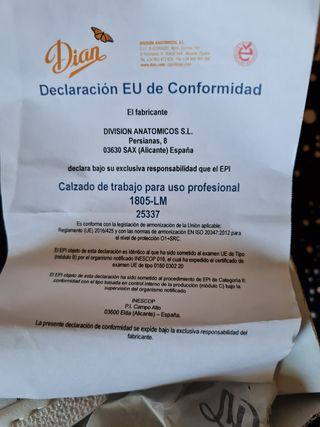 Dian
DIVISION ANATOMICOS S.L.
Declaración EU de Conformidad
El fabricante
DIVISION ANATOMICOS S.L.
Persianas, 8
03630 SAX (Alicante) España
declara bajo su exclusiva responsabilidad que el EPI
Calzado de trabajo para uso profesional
1805-LM
25337
Es conforme con la legislación de armonización de la Unión aplicable:
Reglamento (UE) 2016/425 y con las normas de armonización EN ISO 20347:2012 para
el nivel de protección O1+SRC.
El EPI objeto de esta declaración es idéntico al que ha sido sometido al examen UE de Tipo
(módulo B) por el organismo notificado INESCOP 0160, el cual ha expedido el certificado de
examen UE de tipo 0160 0302 20
El EPI objeto de esta declaración ha sido sometido al procedimiento de EPI de Categoría II:
conformidad con el tipo basada en control interno de la producción (módulo C) bajo la
supervisión del organismo notificado
INESCOP
P.I. Campo Alto
03600 Elda (Alicante) – España.
La presente declaración de conformidad se expide bajo la exclusiva responsabilidad del
fabricante.